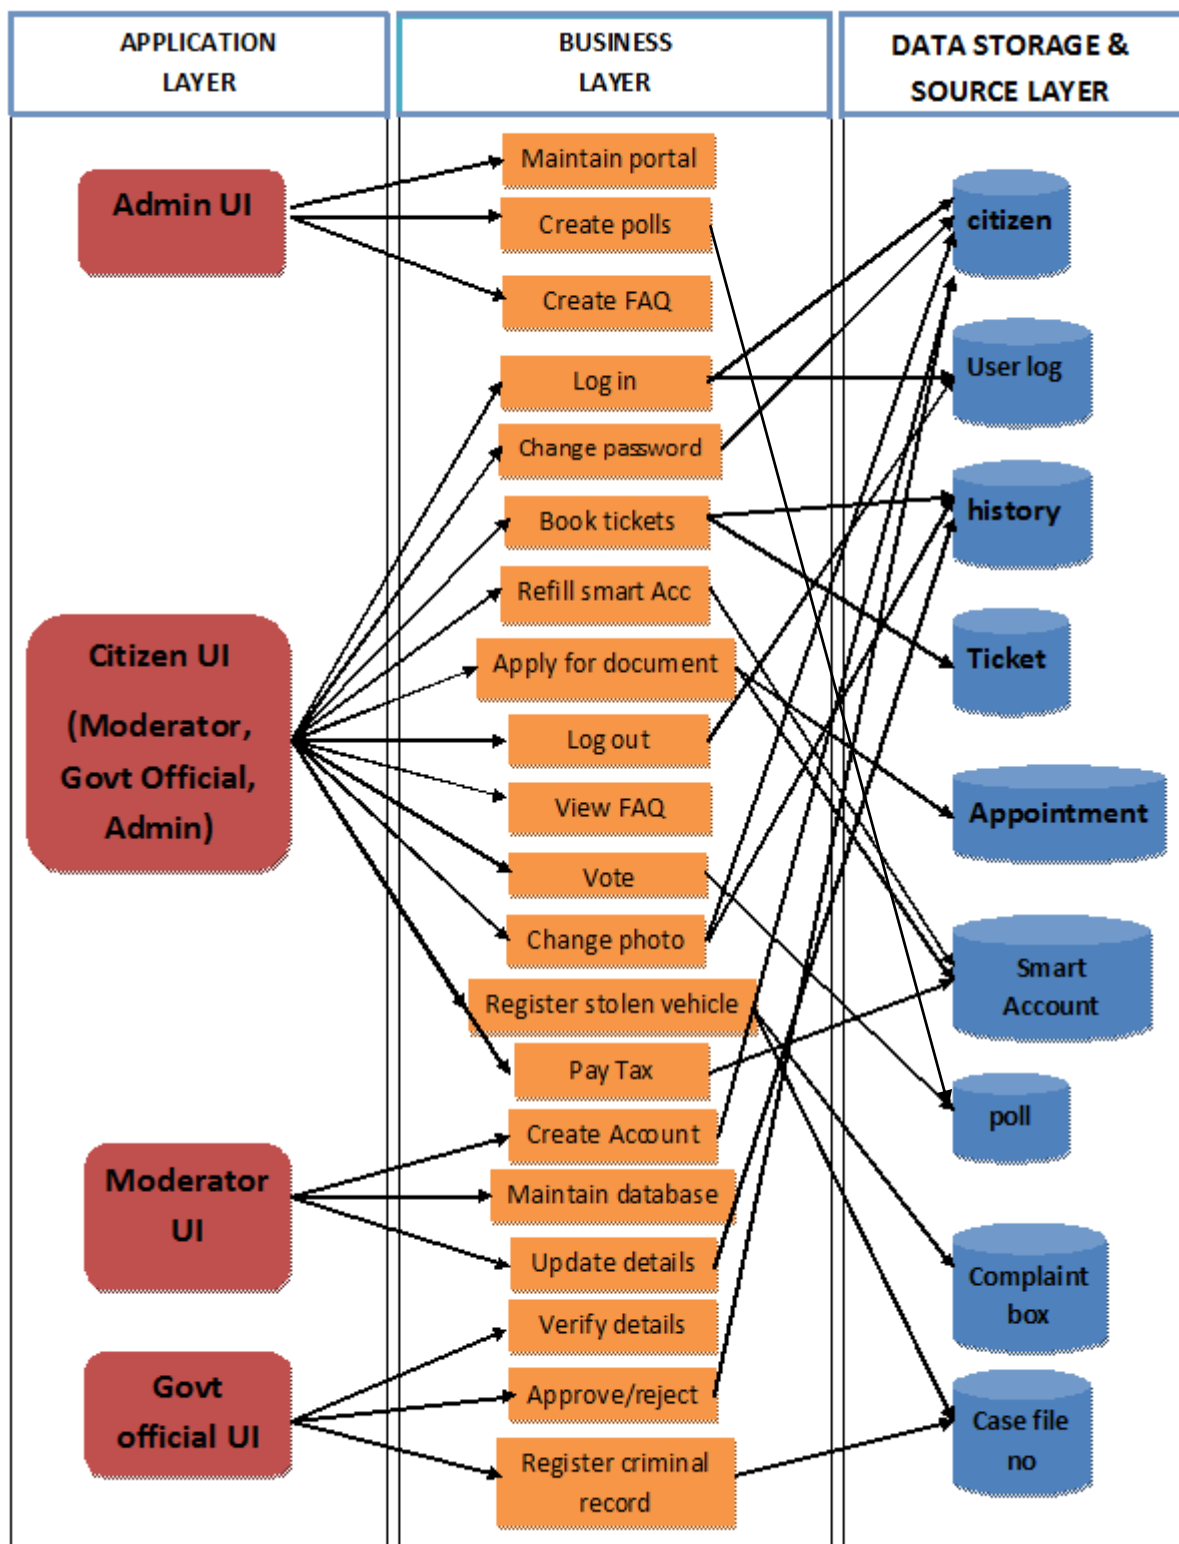 APPLICATION
LAYER
BUSINESS
LAYER
DATA STORAGE &
SOURCE LAYER
Admin UI
Citizen UI
(Moderator,
Govt Official,
Admin)
Moderator
UI
Govt
official UI
Maintain portal
Create polls
Create FAQ
Log in
Change password
Book tickets
Refill smart Acc
Apply for document
Log out
View FAQ
Vote
Change photo
Register stolen vehicle
Pay Tax
Create Account
Maintain database
Update details
Verify details
Approve/reject
Register criminal
record
citizen
User log
history
Ticket
Appointment
Smart
Account
poll
Complaint
box
Case file
no